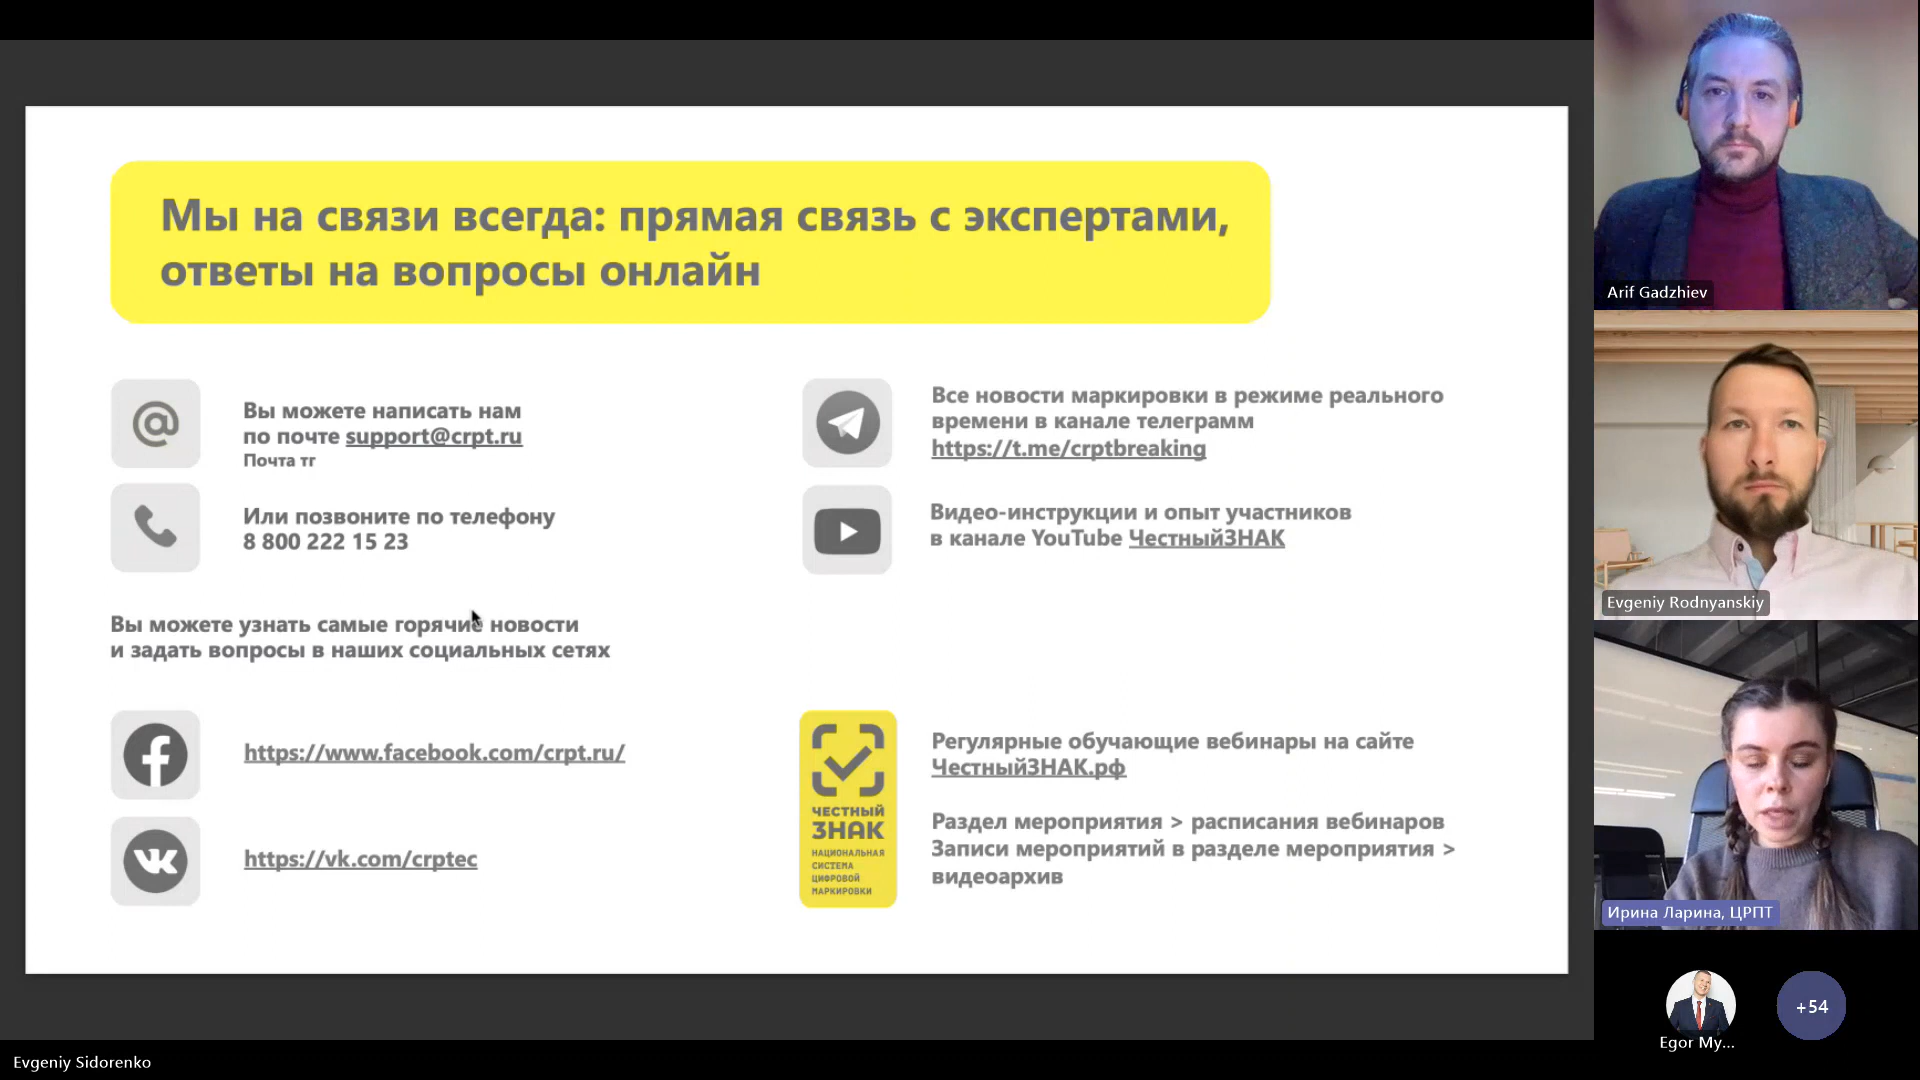 Мы на связи всегда: прямая связь с экспертами,
ответы на вопросы онлайн
Вы можете написать нам
по почте support@crpt.ru
Почта тг
Или позвоните по телефону
8 800 222 15 23
Все новости маркировки в режиме реального
времени в канале телеграмм
https://t.me/crptbreaking
Видео-инструкции и опыт участников
в канале YouTube ЧестныйЗНАК
Вы можете узнать самые горячие новости
и задать вопросы в наших социальных сетях
https://www.facebook.com/crpt.ru/
https://vk.com/crptec
ЧЕСТНЫЙ
ЗНАК
НАЦИОНАЛЬНАЯ
СИСТЕМА
ЦИФРОВОЙ
МАРКИРОВКИ
Регулярные обучающие вебинары на сайте
ЧестныйЗНАК.рф
Раздел мероприятия > расписания вебинаров
Записи мероприятий в разделе мероприятия >
видеоархив
Arif Gadzhiev
Evgeniy Rodnyanskiy
Ирина Ларина, ЦРПТ
+54
Egor My...
Evgeniy Sidorenko